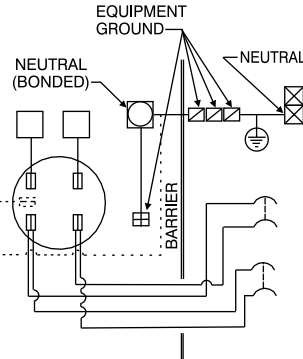 EQUIPMENT
GROUND
NEUTRAL
NEUTRAL
(BONDED)
BARRIER